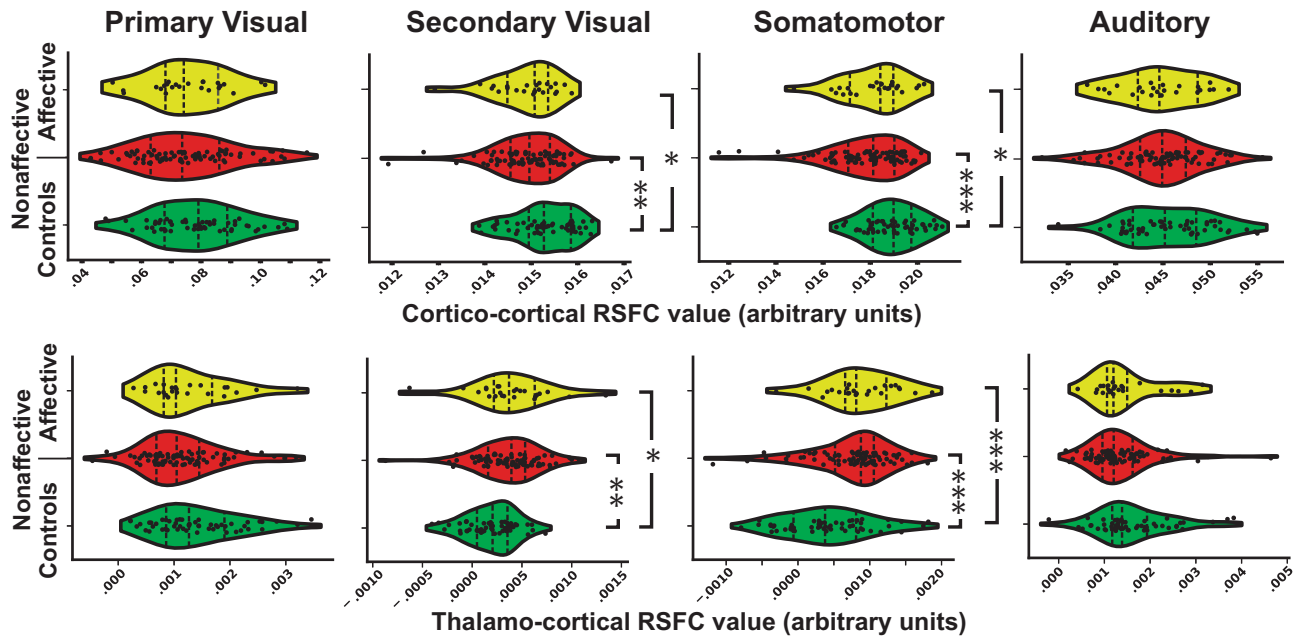 Primary Visual
Secondary Visual
Somatomotor
Auditory
Affective
Nonaffective
Controls
**
*
***
*
.04 .06 .08 .10 .12
.012 .013 .014 .015 .016 .017
.012 .014 .016 .018 .020
.035 .040 .045 .050 .055
Cortico-cortical RSFC value (arbitrary units)
Affective
Nonaffective
Controls
**
*
***
***
.000 .001 .002 .003
-.0010 -.0005 .0000 .0005 .0010 .0015
-.0010 .0000 .0010 .0020
.000 .001 .002 .003 .004 .005
Thalamo-cortical RSFC value (arbitrary units)